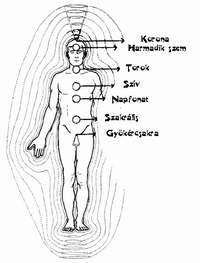 Korona
Harmadik szem
Torok
Szív
Napfonat
Szakrális
Gyökércsakra